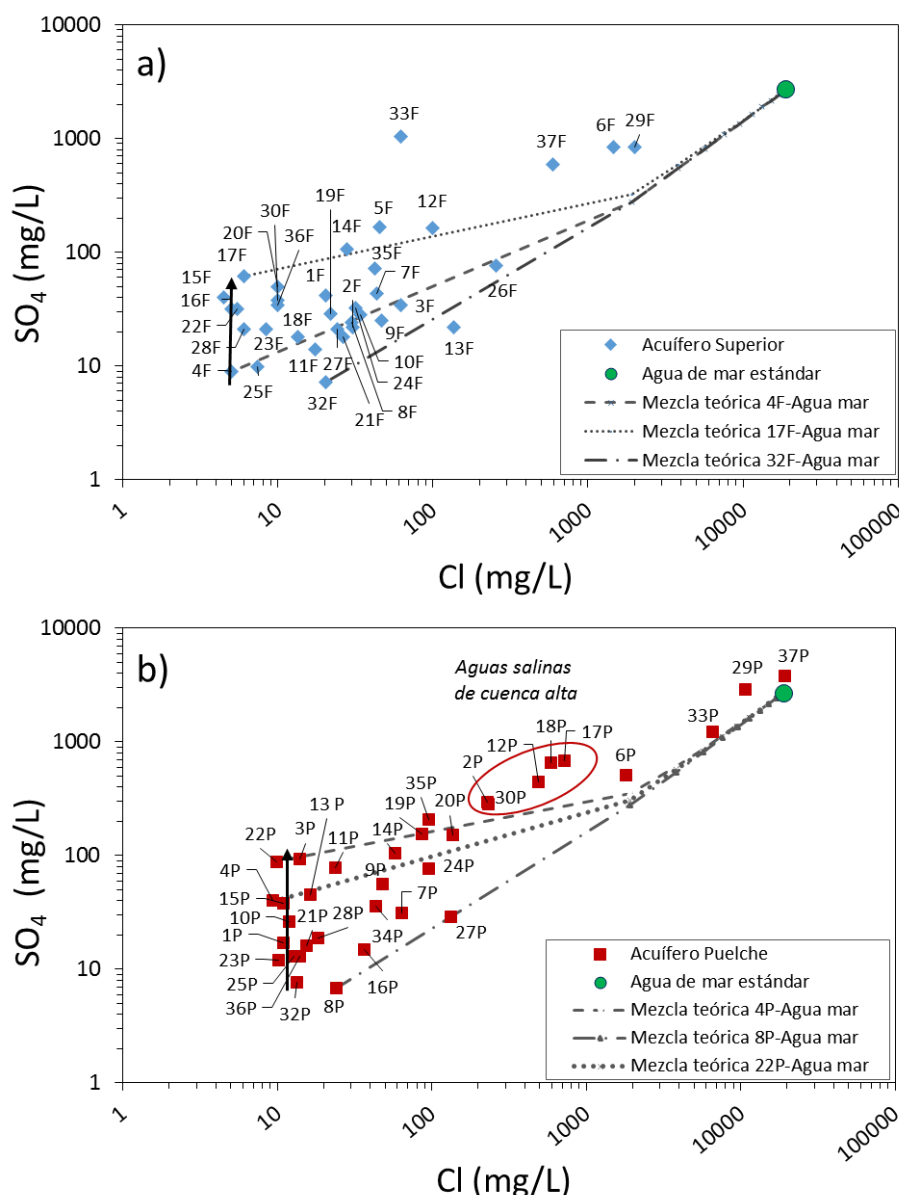 a)
10000
1000
100
10
1
SO4 (mg/L)
33F
6F
29F
37F
19F
30F
20F
36F
14F
5F
12F
17F
15F
16F
1F
2F
35F
7F
22F
18F
3F
26F
28F
23F
9F
13F
4F
25F
11F
27F
10F
24F
32F
21F
8F
Acuífero Superior
Agua de mar estándar
Mezcla teórica 4F-Agua mar
Mezcla teórica 17F-Agua mar
Mezcla teórica 32F-Agua mar
1
10
100
1000
10000
100000
Cl (mg/L)
b)
10000
1000
100
10
1
SO4 (mg/L)
Aguas salinas
de cuenca alta
29P
37P
33P
18P
17P
12P
6P
2P
30P
35P
13 P
19P
20P
22P
3P
11P
14P
4P
9P
24P
15P
7P
10P
21P
28P
27P
1P
34P
23P
25P
16P
36P
32P
8P
Acuífero Puelche
Agua de mar estándar
Mezcla teórica 4P-Agua mar
Mezcla teórica 8P-Agua mar
Mezcla teórica 22P-Agua mar
1
10
100
1000
10000
100000
Cl (mg/L)